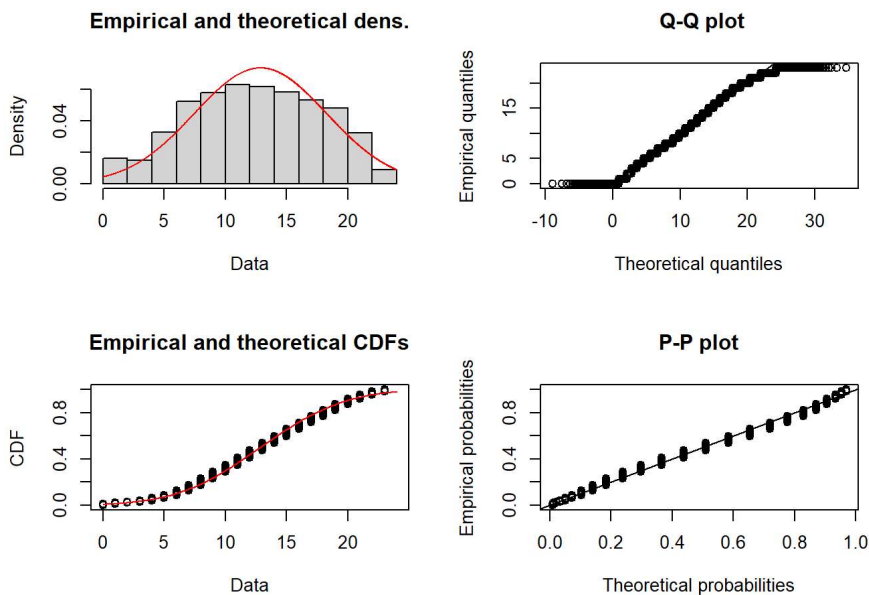 Empirical and theoretical dens.
Density
0.00
0.04
0
5
10
15
20
Data
Q-Q plot
Empirical quantiles
0
5
15
-10
0
10
20
30
Theoretical quantiles
Empirical and theoretical CDFs
CDF
0.0
0.4
0.8
0
5
10
15
20
Data
P-P plot
Empirical probabilities
0.0
0.4
0.8
0.0
0.2
0.4
0.6
0.8
1.0
Theoretical probabilities